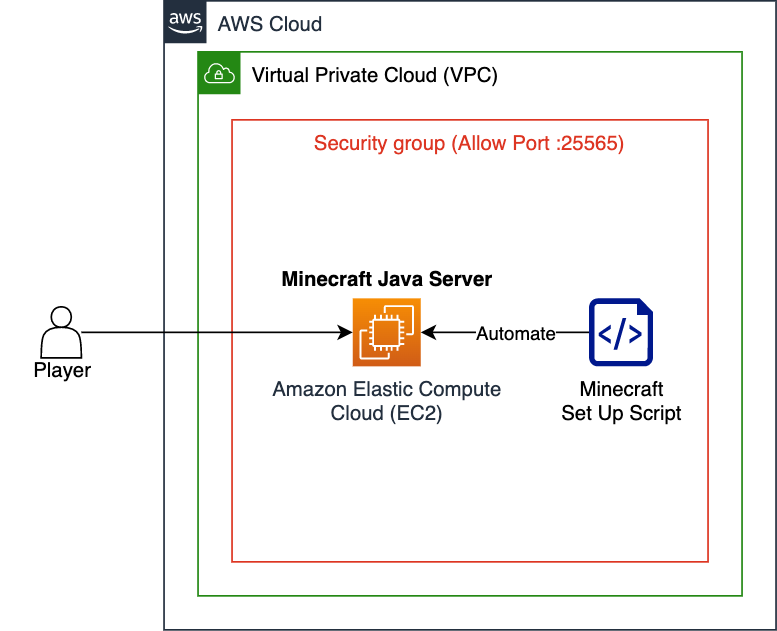 aws
AWS Cloud
Virtual Private Cloud (VPC)
Security group (Allow Port :25565)
Minecraft Java Server
Automate
</>
Player
Amazon Elastic Compute
Cloud (EC2)
Minecraft
Set Up Script